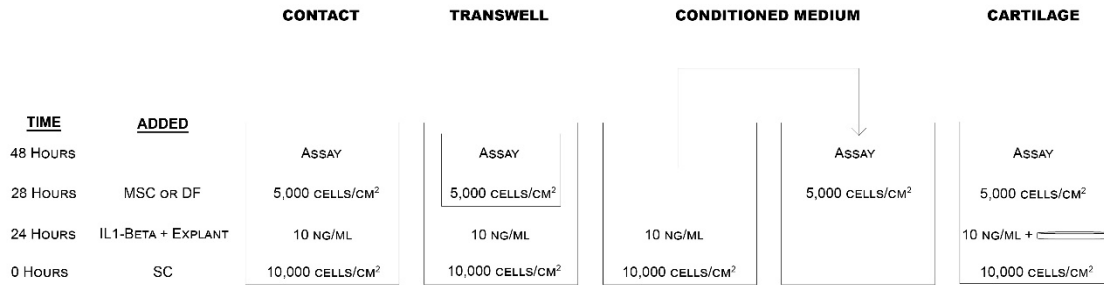 CONTACT TRANSWELL CONDITIONED MEDIUM CARTILAGE
TIME ADDED
48 HOURS ASSAY ASSAY ASSAY ASSAY
28 HOURS MSC OR DF 5,000 CELLS/CM² 5,000 CELLS/CM² 5,000 CELLS/CM² 5,000 CELLS/CM²
24 HOURS IL1-BETA + EXPLANT 10 NG/ML 10 NG/ML 10 NG/ML 10 NG/ML +
0 HOURS SC 10,000 CELLS/CM² 10,000 CELLS/CM² 10,000 CELLS/CM² 10,000 CELLS/CM²